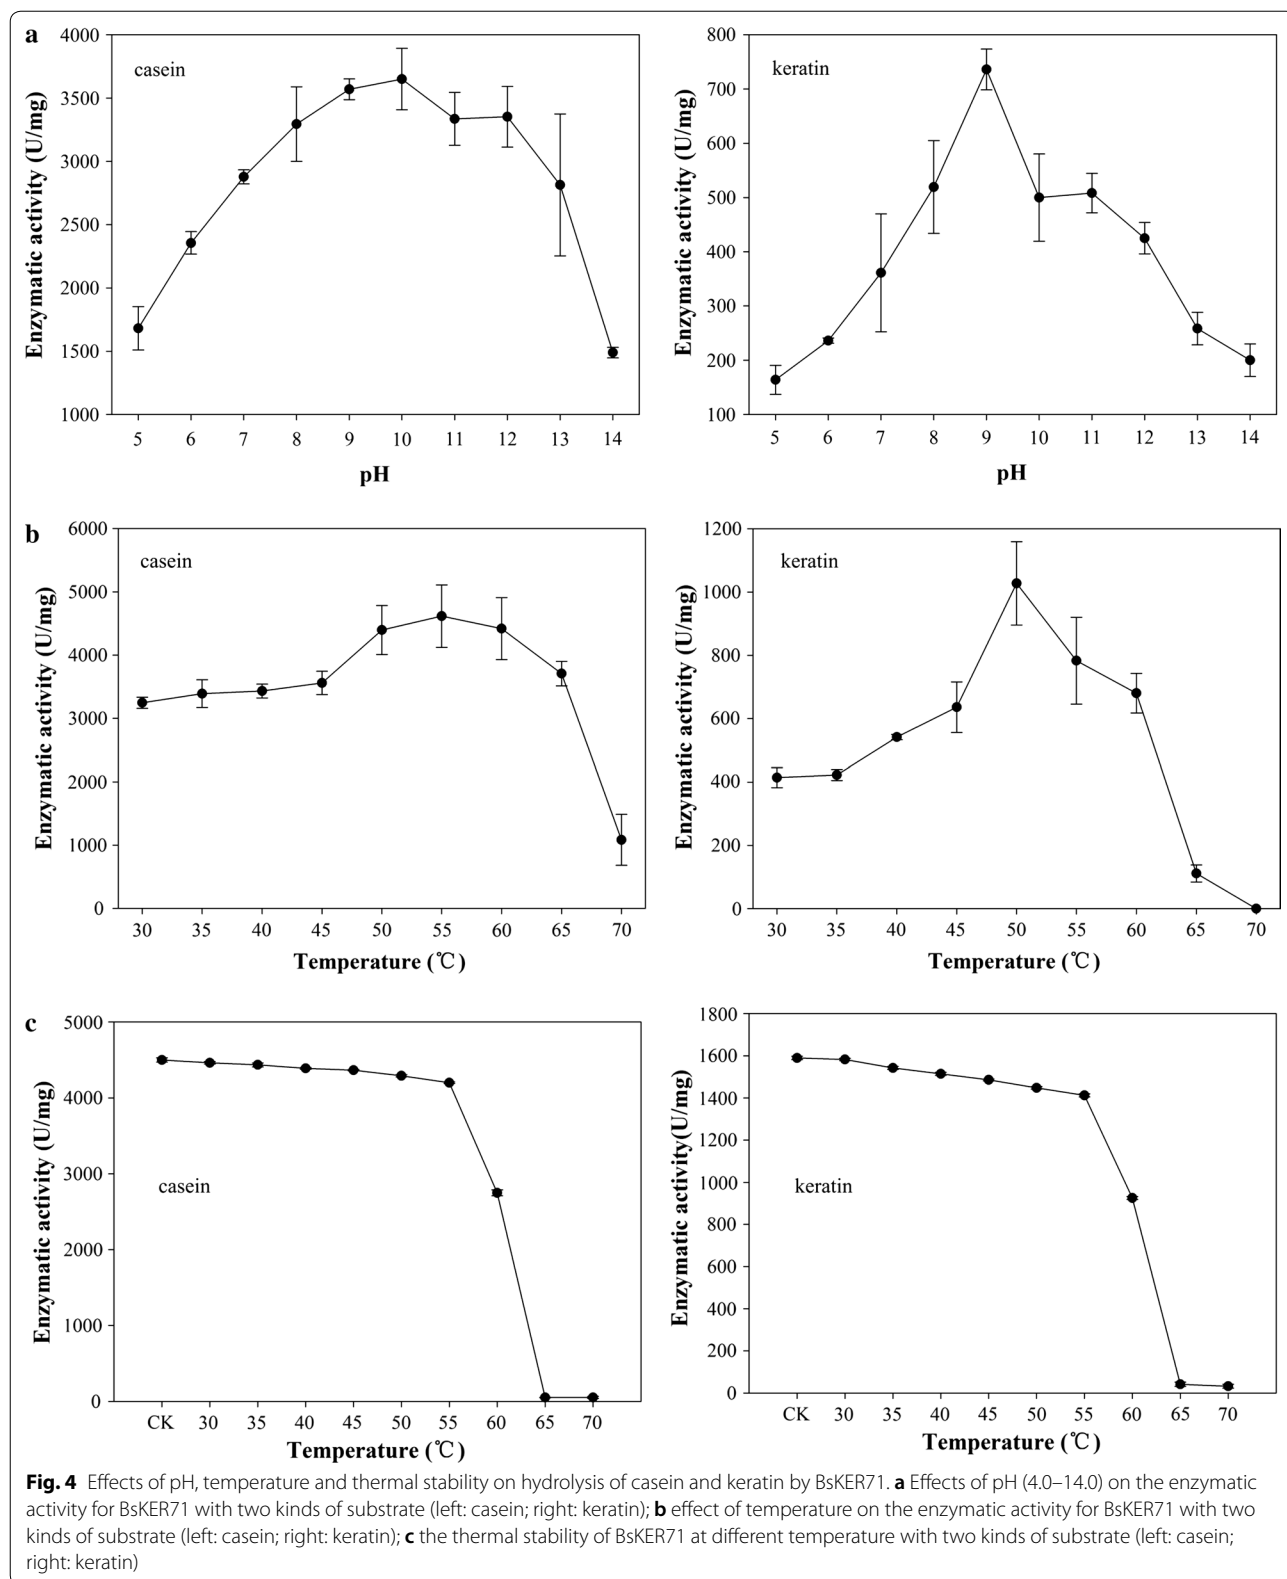 a
4000
3500
3000
2500
2000
1500
1000
casein
Enzymatic activity (U/mg)
5 6 7 8 9 10 11 12 13 14
pH
800
700
600
500
400
300
200
100
keratin
Enzymatic activity (U/mg)
5 6 7 8 9 10 11 12 13 14
pH
b
6000
5000
4000
3000
2000
1000
0
casein
Enzymatic activity (U/mg)
30 35 40 45 50 55 60 65 70
Temperature (℃)
1200
1000
800
600
400
200
0
keratin
Enzymatic activity (U/mg)
30 35 40 45 50 55 60 65 70
Temperature (℃)
c
5000
4000
3000
2000
1000
0
casein
Enzymatic activity (U/mg)
CK 30 35 40 45 50 55 60 65 70
Temperature (℃)
1800
1600
1400
1200
1000
800
600
400
200
0
keratin
Enzymatic activity(U/mg)
CK 30 35 40 45 50 55 60 65 70
Temperature (℃)
Fig. 4 Effects of pH, temperature and thermal stability on hydrolysis of casein and keratin by BsKER71. a Effects of pH (4.0–14.0) on the enzymatic
activity for BsKER71 with two kinds of substrate (left: casein; right: keratin); b effect of temperature on the enzymatic activity for BsKER71 with two
kinds of substrate (left: casein; right: keratin); c the thermal stability of BsKER71 at different temperature with two kinds of substrate (left: casein;
right: keratin)